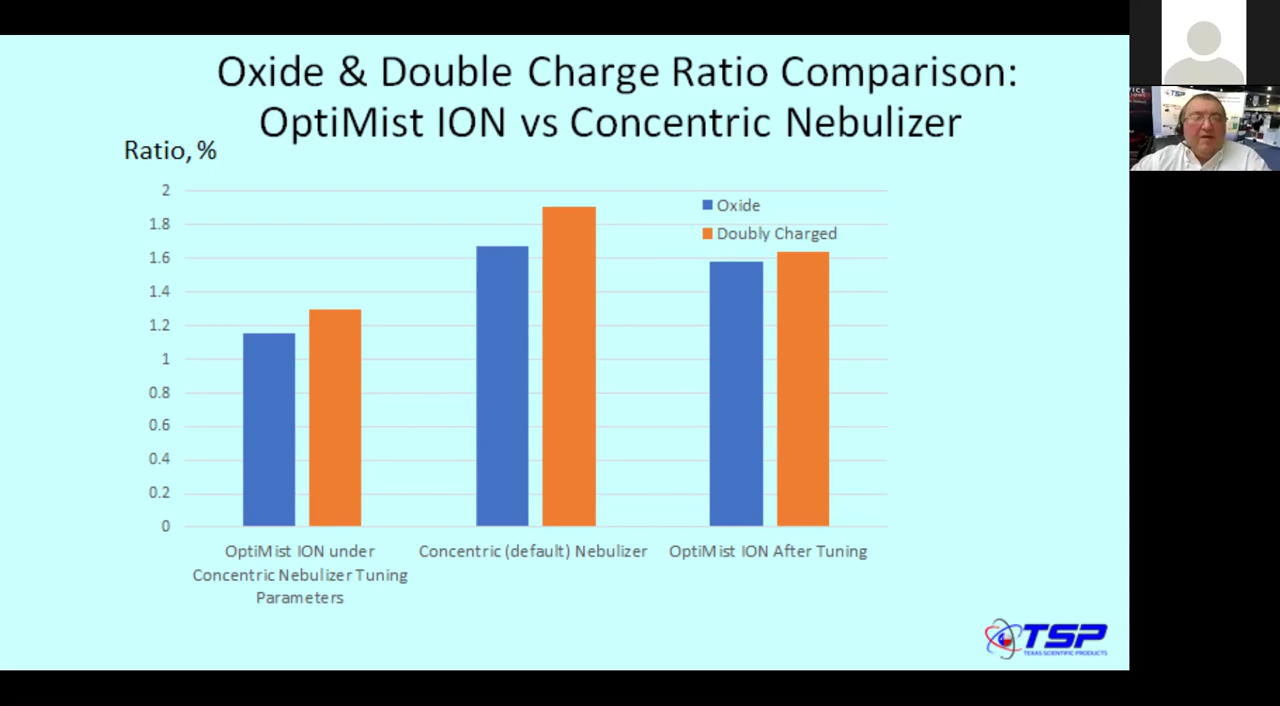 Oxide & Double Charge Ratio Comparison:
OptiMist ION vs Concentric Nebulizer
Ratio, %
2
1.8
1.6
1.4
1.2
1
0.8
0.6
0.4
0.2
0
Oxide
Doubly Charged
OptiMist ION under
Concentric Nebulizer Tuning
Parameters
Concentric (default) Nebulizer
OptiMist ION After Tuning
TSP
TEXAS SCIENTIFIC PRODUCTS
TSP